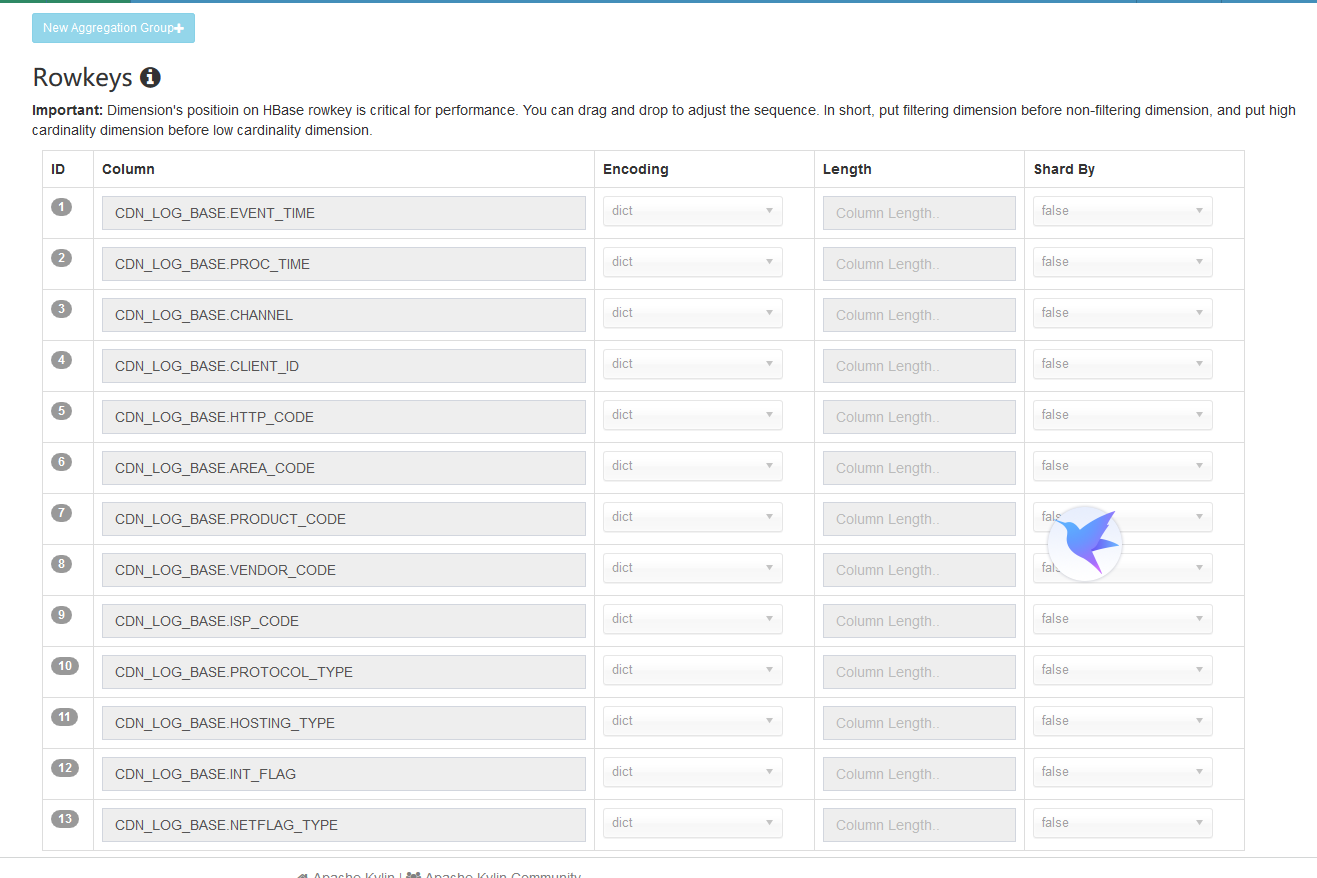 New Aggregation Group
Rowkeys
Important: Dimension's positioin on HBase rowkey is critical for performance. You can drag and drop to adjust the sequence. In short, put filtering dimension before non-filtering dimension, and put high
cardinality dimension before low cardinality dimension.
ID Column Encoding Length Shard By
1 CDN_LOG_BASE.EVENT_TIME dict Column Length.. false
2 CDN_LOG_BASE.PROC_TIME dict Column Length.. false
3 CDN_LOG_BASE.CHANNEL dict Column Length.. false
4 CDN_LOG_BASE.CLIENT_ID dict Column Length.. false
5 CDN_LOG_BASE.HTTP_CODE dict Column Length.. false
6 CDN_LOG_BASE.AREA_CODE dict Column Length.. false
7 CDN_LOG_BASE.PRODUCT_CODE dict Column Length..
8 CDN_LOG_BASE.VENDOR_CODE dict Column Length..
9 CDN_LOG_BASE.ISP_CODE dict Column Length.. false
10 CDN_LOG_BASE.PROTOCOL_TYPE dict Column Length.. false
11 CDN_LOG_BASE.HOSTING_TYPE dict Column Length.. false
12 CDN_LOG_BASE.INT_FLAG dict Column Length.. false
13 CDN_LOG_BASE.NETFLAG_TYPE dict Column Length.. false
Apache Kylin | Apache Kylin Community